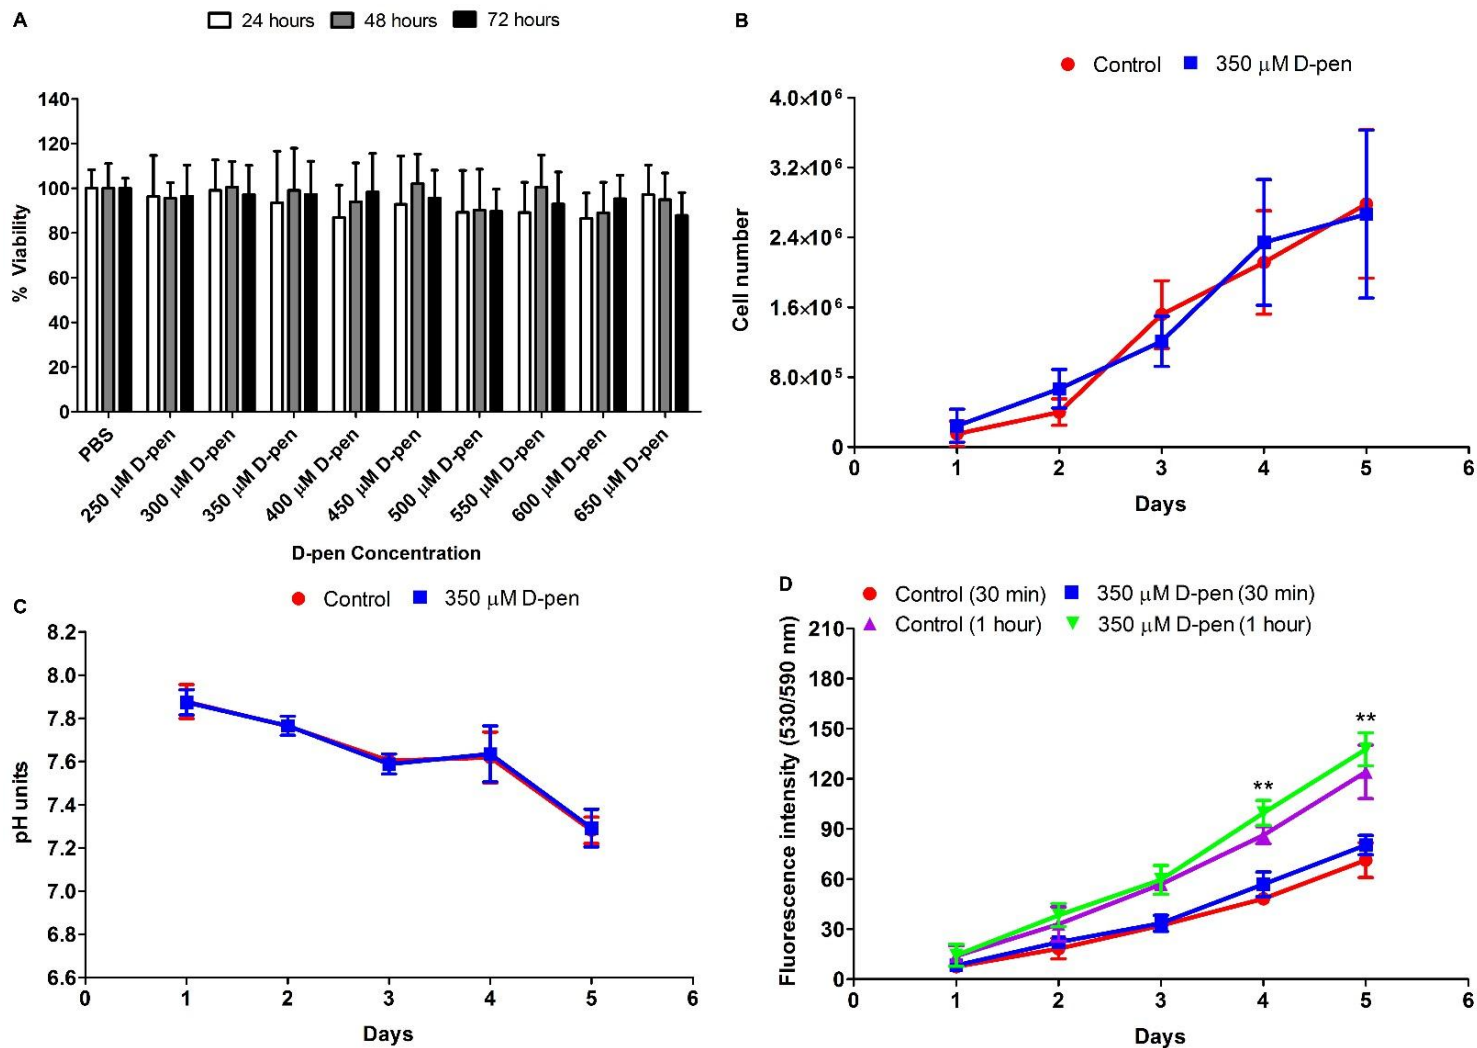 A
24 hours 48 hours 72 hours
140
120
100
80
60
40
20
0
% Viability
PBS
250 µM D-pen
300 µM D-pen
350 µM D-pen
400 µM D-pen
450 µM D-pen
500 µM D-pen
550 µM D-pen
600 µM D-pen
650 µM D-pen
D-pen Concentration
B
Control 350 µM D-pen
4.0×10⁶
3.2×10⁶
2.4×10⁶
1.6×10⁶
8.0×10⁵
0
Cell number
0 1 2 3 4 5 6
Days
C
Control 350 µM D-pen
8.2
8.0
7.8
7.6
7.4
7.2
7.0
6.8
6.6
pH units
0 1 2 3 4 5 6
Days
D
Control (30 min) 350 µM D-pen (30 min)
Control (1 hour) 350 µM D-pen (1 hour)
210
180
150
120
90
60
30
0
Fluorescence intensity (530/590 nm)
**
**
0 1 2 3 4 5 6
Days